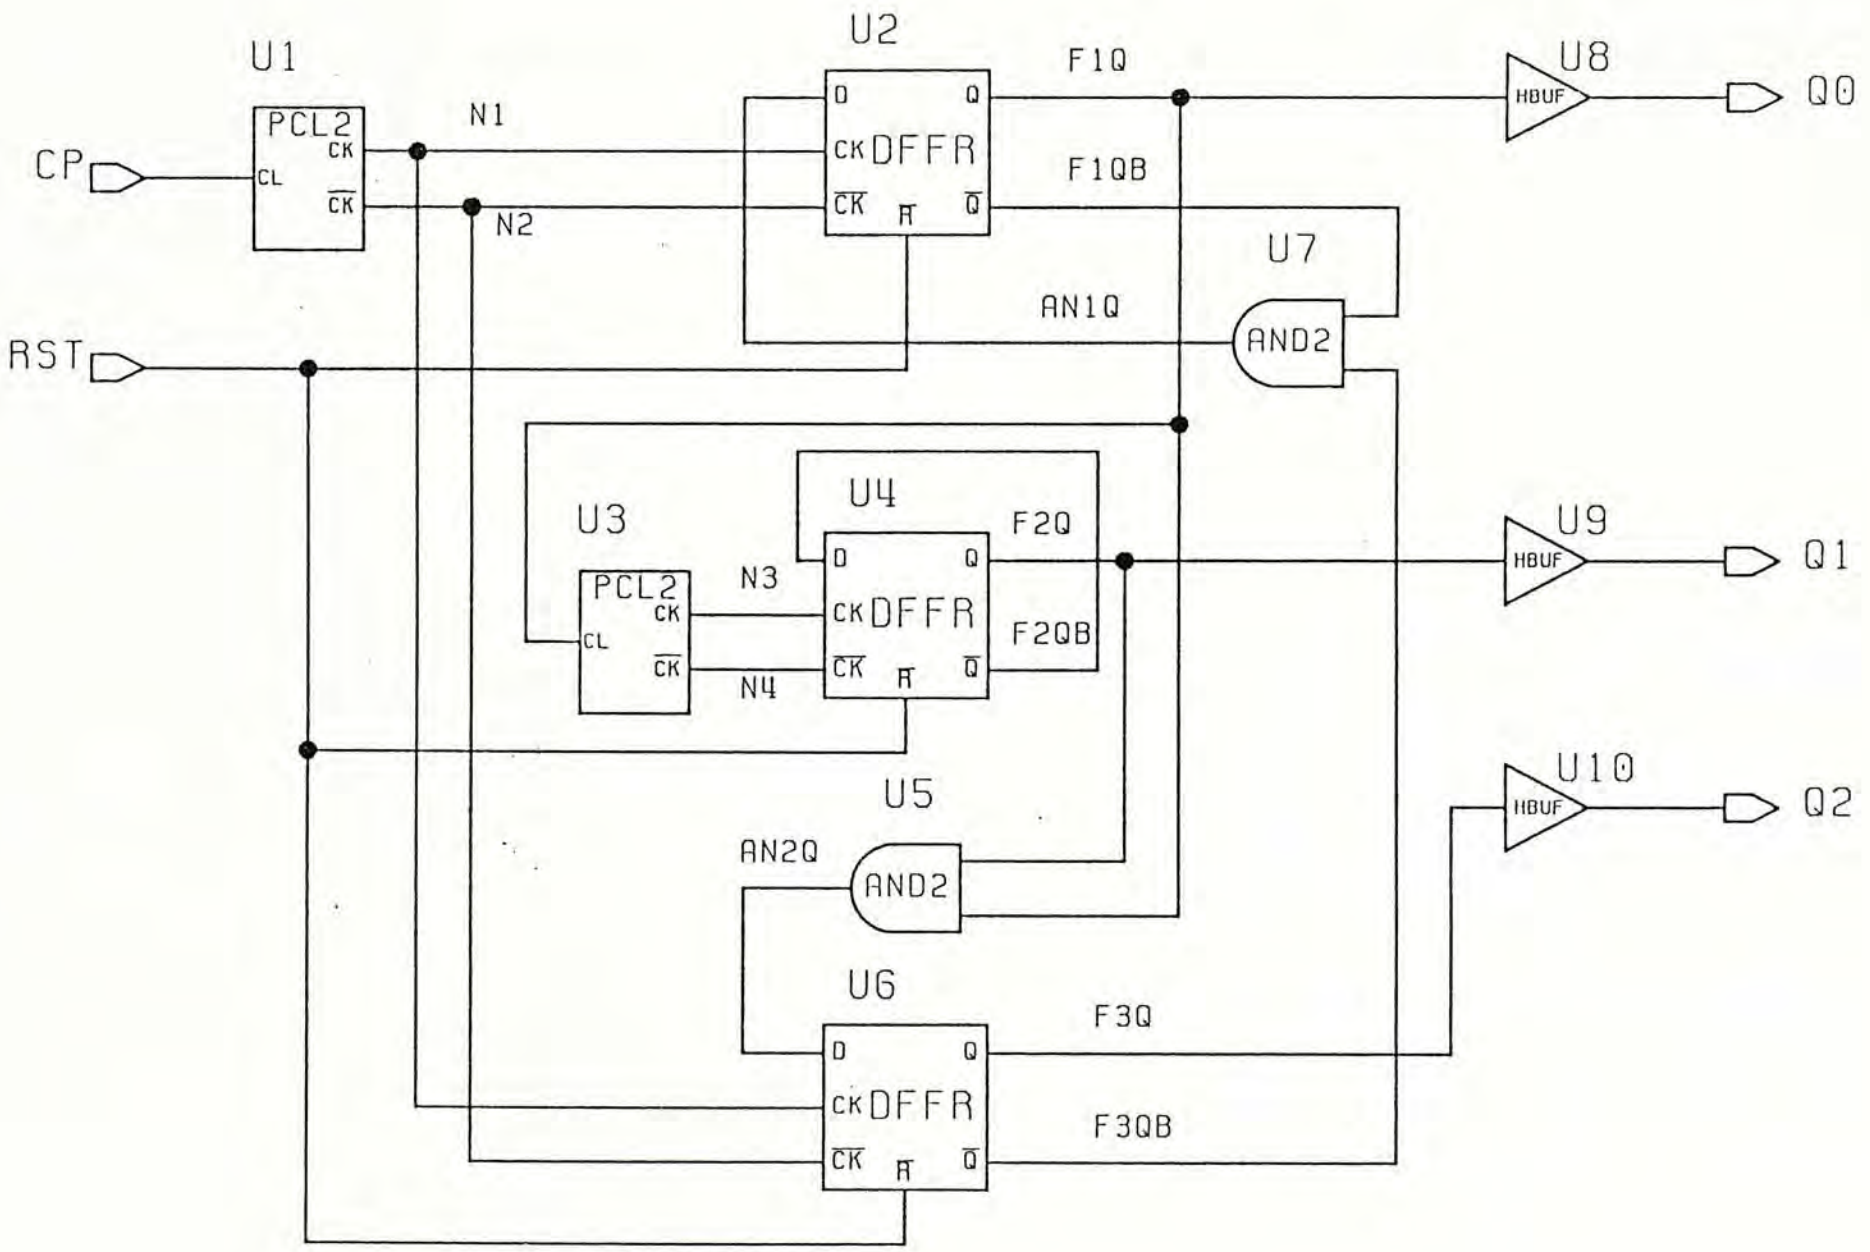 U1
PCL2
CK
CL
CK
CP
N1
N2
U2
D
Q
CK
DFFR
CK
R
Q
F1Q
F1QB
U8
HBUF
Q0
U7
AND2
AN1Q
RST
U3
PCL2
CK
CL
CK
N3
N4
U4
D
Q
CK
DFFR
CK
R
Q
F2Q
F2QB
U9
HBUF
Q1
U5
AND2
AN2Q
U10
HBUF
Q2
U6
D
Q
CK
DFFR
CK
R
Q
F3Q
F3QB